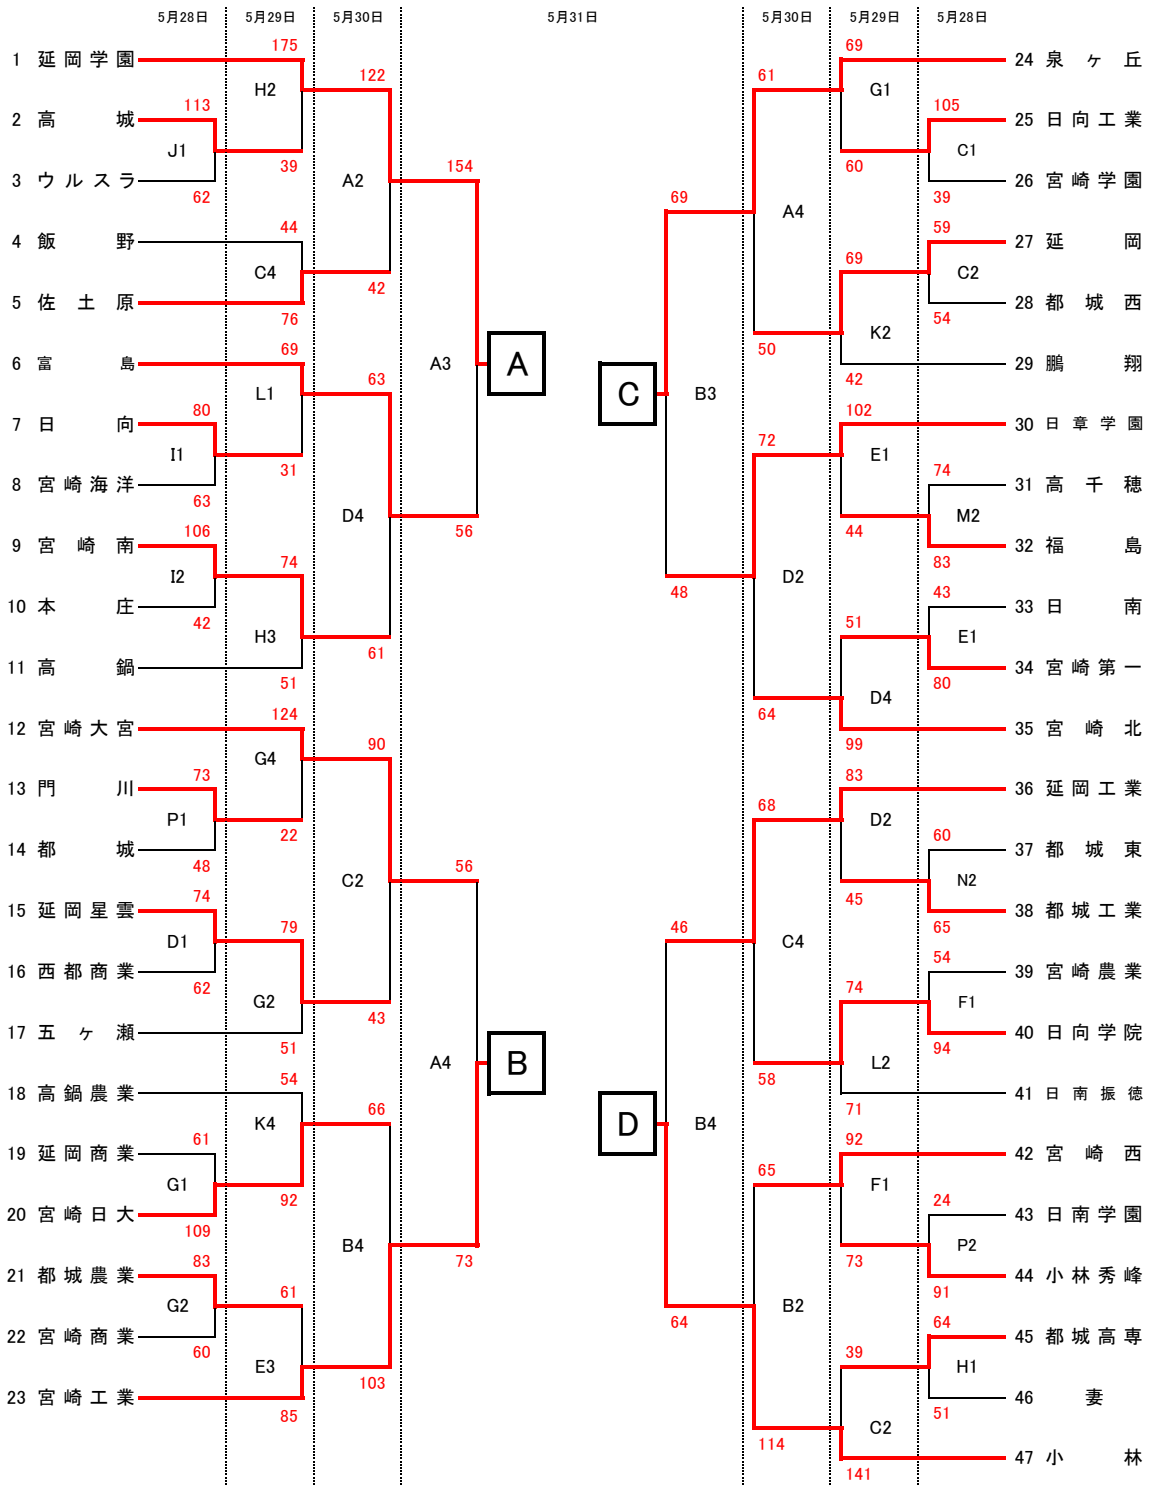 5月28日 5月29日 5月30日 5月31日 5月30日 5月29日 5月28日
175 69
1 延岡学園 24 泉ヶ丘
122 61
H2 G1
113 105
2 高城 25 日向工業
J1 C1
39 60
154
3 ウルスラ A2 26 宮崎学園
62 69 39
A4
44 59
4 飯野 27 延岡
69
C4 C2
42
5 佐土原 28 都城西
76 54
K2
69 50
6 富島 A3 A C B3 29 鵬翔
63 42
L1
80 102
7 日向 30 日章学園
72
I1 E1
31 74
8 宮崎海洋 31 高千穂
63
D4 M2
106 56 44
9 宮崎南 32 福島
74 83
I2 D2
48 43
10 本庄 33 日南
42 51
H3 E1
61
11 高鍋 34 宮崎第一
51 80
D4
124 64
12 宮崎大宮 35 宮崎北
90 99
G4
73 83
13 門川 36 延岡工業
68
P1 D2
22 60
14 都城 37 都城東
48 56
C2 N2
74 45
15 延岡星雲 38 都城工業
79 46 65
D1 C4
54
16 西都商業 39 宮崎農業
62 74
G2 F1
43
17 五ヶ瀬 40 日向学院
51 94
A4 B L2
54 58
18 高鍋農業 41 日南振徳
66 71
K4 D B4
61 92
19 延岡商業 42 宮崎西
65
G1 F1
92 24
20 宮崎日大 43 日南学園
109
B4 P2
83 73 73
21 都城農業 44 小林秀峰
61 91
G2 B2
64 64
22 宮崎商業 45 都城高専
60 39
E3 H1
103
23 宮崎工業 46 妻
85 51
C2
114
47 小林
141